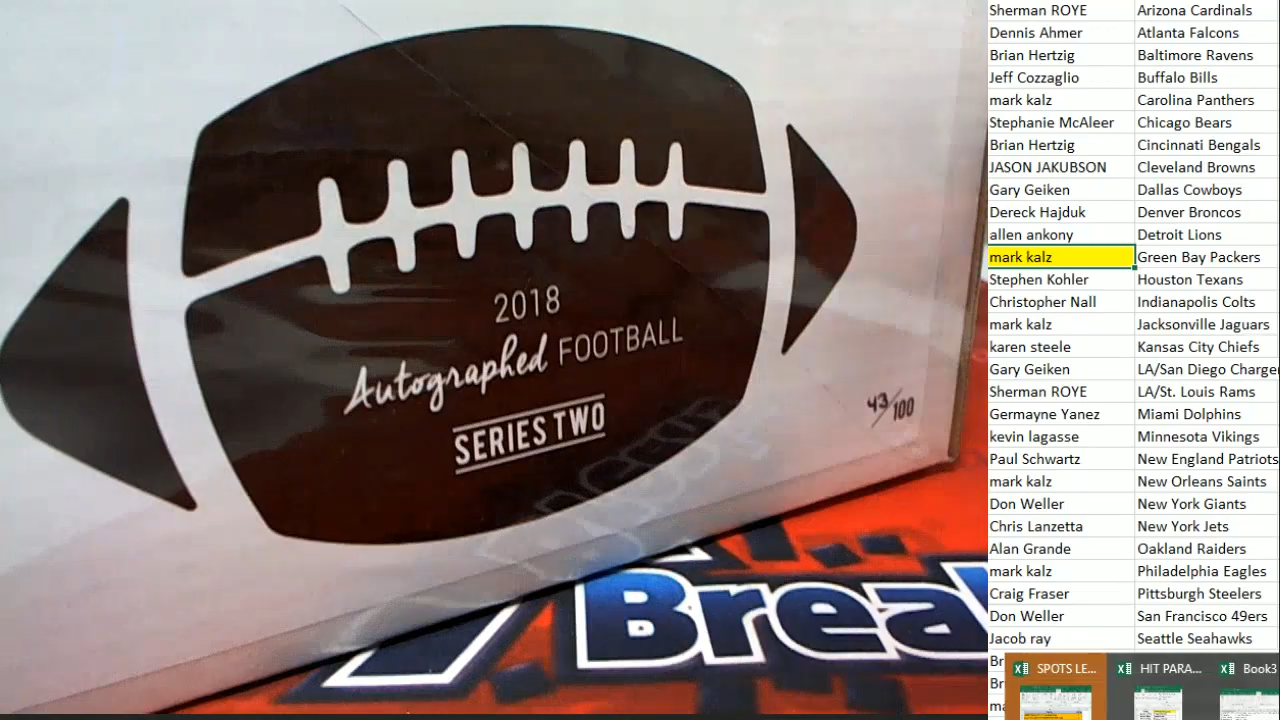 2018
Autographed FOOTBALL
SERIES TWO
43/100
Brea
Sherman ROYE Arizona Cardinals
Dennis Ahmer Atlanta Falcons
Brian Hertzig Baltimore Ravens
Jeff Cozzaglio Buffalo Bills
mark kalz Carolina Panthers
Stephanie McAleer Chicago Bears
Brian Hertzig Cincinnati Bengals
JASON JAKUBSON Cleveland Browns
Gary Geiken Dallas Cowboys
Dereck Hajduk Denver Broncos
allen ankony Detroit Lions
mark kalz Green Bay Packers
Stephen Kohler Houston Texans
Christopher Nall Indianapolis Colts
mark kalz Jacksonville Jaguars
karen steele Kansas City Chiefs
Gary Geiken LA/San Diego Charge
Sherman ROYE LA/St. Louis Rams
Germayne Yanez Miami Dolphins
kevin lagasse Minnesota Vikings
Paul Schwartz New England Patriots
mark kalz New Orleans Saints
Don Weller New York Giants
Chris Lanzetta New York Jets
Alan Grande Oakland Raiders
mark kalz Philadelphia Eagles
Craig Fraser Pittsburgh Steelers
Don Weller San Francisco 49ers
Jacob ray Seattle Seahawks
Br
Br
ma
SPOTS LE... HIT PARA... Book3